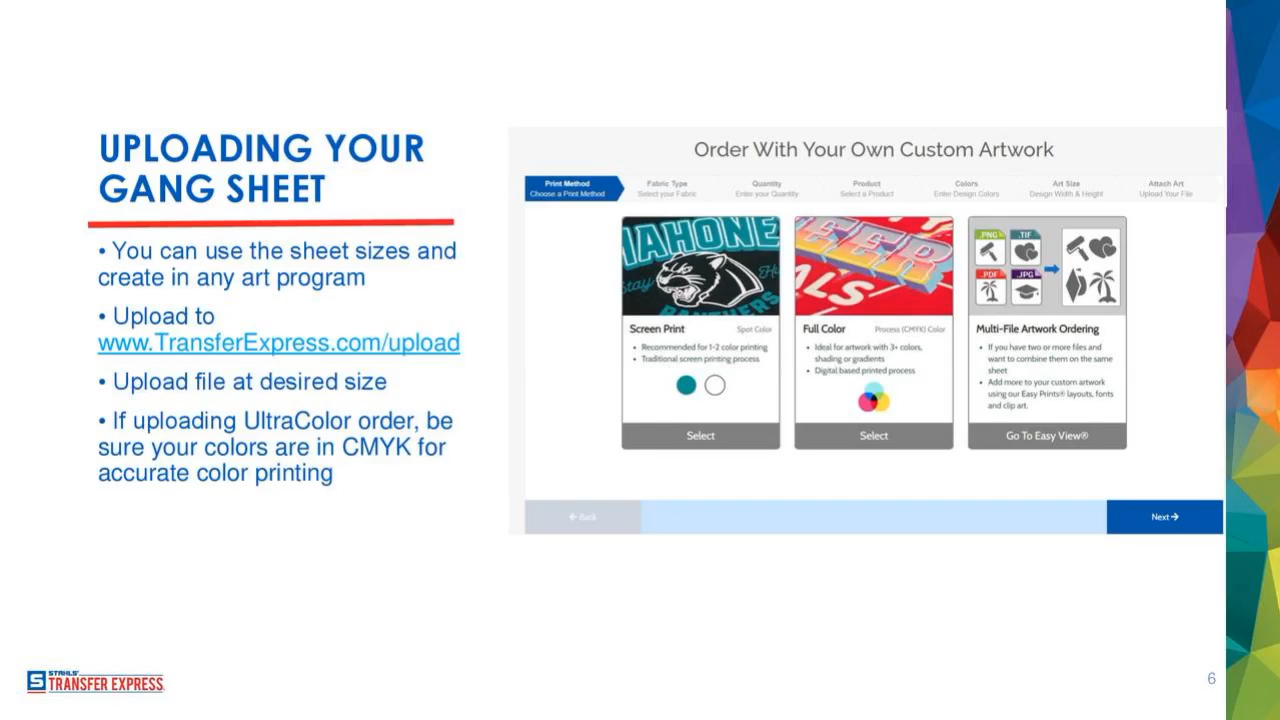 UPLOADING YOUR
GANG SHEET
• You can use the sheet sizes and
create in any art program
• Upload to
www.TransferExpress.com/upload
• Upload file at desired size
• If uploading UltraColor order, be
sure your colors are in CMYK for
accurate color printing
Order With Your Own Custom Artwork
Print Method
Choose a Print Method
Fabric Type
Select your Fabric
Quantity
Enter your Quantity
Product
Select a Product
Colors
Enter Design Colors
Art Size
Design Width & Height
Attach Art
Upload Your File
MAHONE
Stay
PANTHERS
Screen Print
Spot Color
• Recommended for 1-2 color printing
• Traditional screen printing process
Select
EER
ALS
Full Color
Process (CMYK) Color
• Ideal for artwork with 3+ colors,
shading or gradients
• Digital based printed process
Select
.PNG
.TIF
.PDF
.JPG
Multi-File Artwork Ordering
• If you have two or more files and
want to combine them on the same
sheet
• Add more to your custom artwork
using our Easy Prints® layouts, fonts
and clip art.
Go To Easy View®
← Back
Next →
S STAHLS'
TRANSFER EXPRESS
6